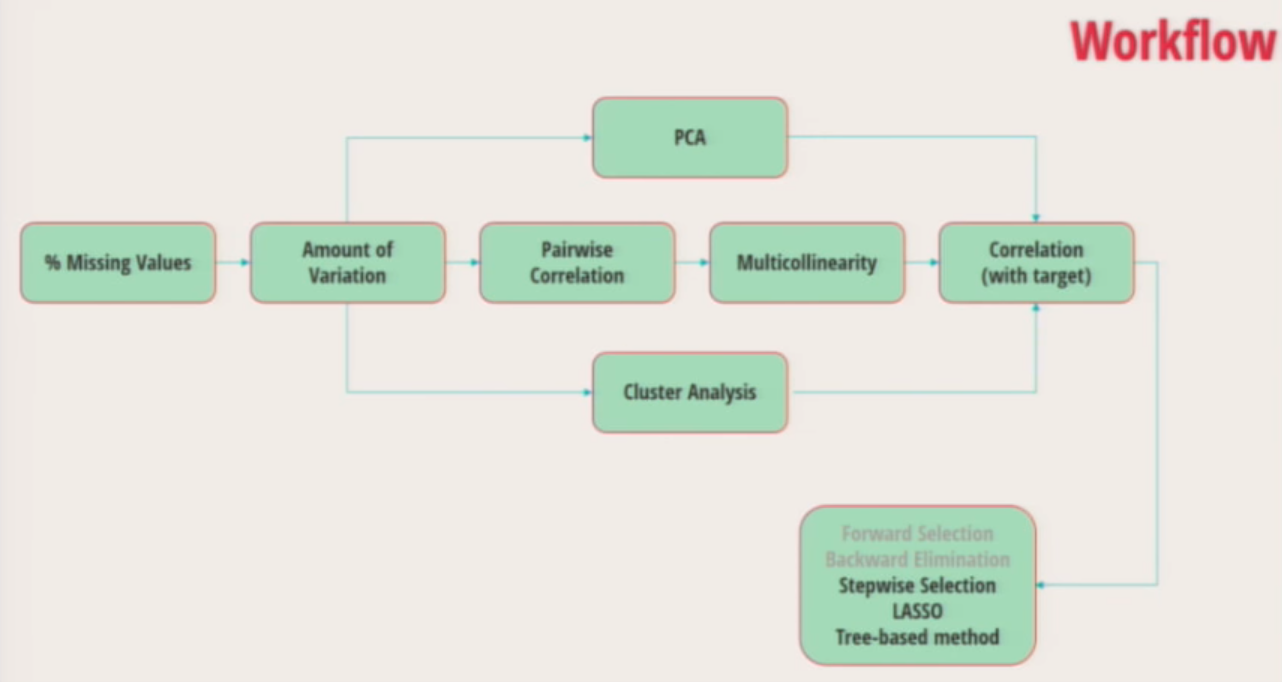 Workflow
PCA
% Missing Values
Amount of
Variation
Pairwise
Correlation
Multicollinearity
Correlation
(with target)
Cluster Analysis
Forward Selection
Backward Elimination
Stepwise Selection
LASSO
Tree-based method